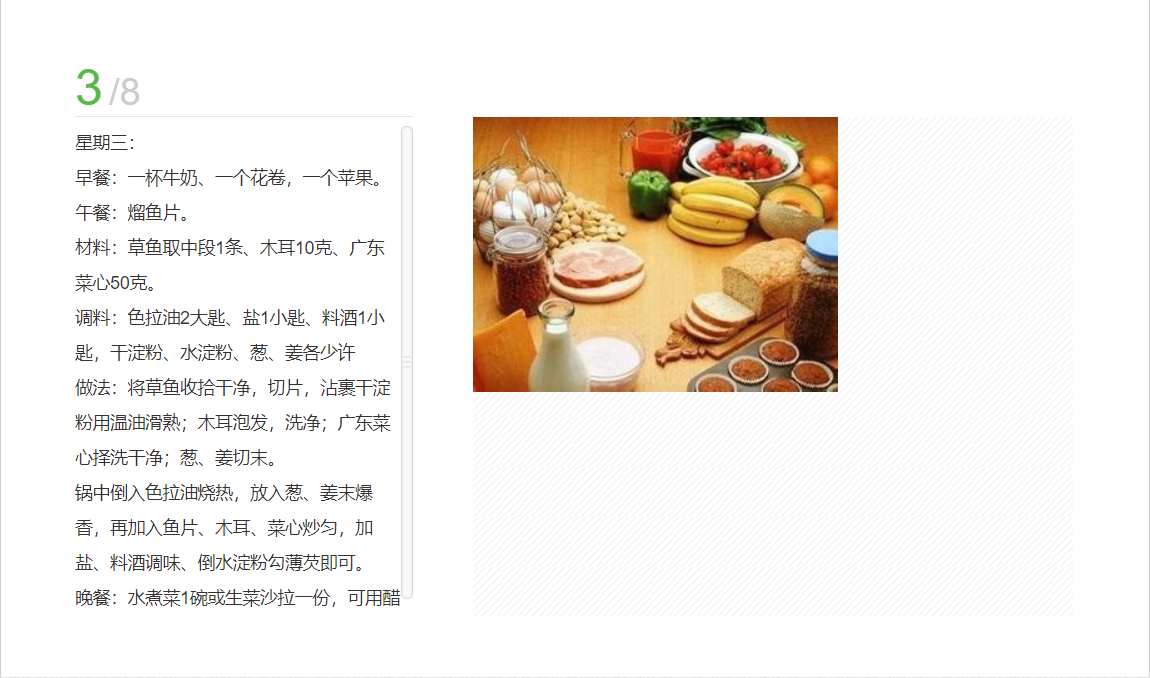 3 /8
星期三：
早餐：一杯牛奶、一个花卷，一个苹果。
午餐：熘鱼片。
材料：草鱼取中段1条、木耳10克、广东
菜心50克。
调料：色拉油2大匙、盐1小匙、料酒1小
匙，干淀粉、水淀粉、葱、姜各少许
做法：将草鱼收拾干净，切片，沾裹干淀
粉用温油滑熟；木耳泡发，洗净；广东菜
心择洗干净；葱、姜切末。
锅中倒入色拉油烧热，放入葱、姜末爆
香，再加入鱼片、木耳、菜心炒匀，加
盐、料酒调味、倒水淀粉勾薄芡即可。
晚餐：水煮菜1碗或生菜沙拉一份，可用醋